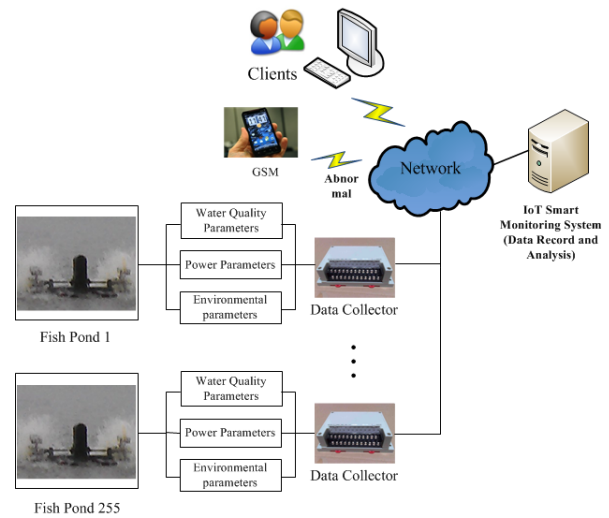 Clients
GSM
Abnor
mal
Network
IoT Smart
Monitoring System
(Data Record and
Analysis)
Water Quality
Parameters
Power Parameters
Environmental
parameters
Data Collector
Fish Pond 1
Water Quality
Parameters
Power Parameters
Environmental
parameters
Data Collector
Fish Pond 255